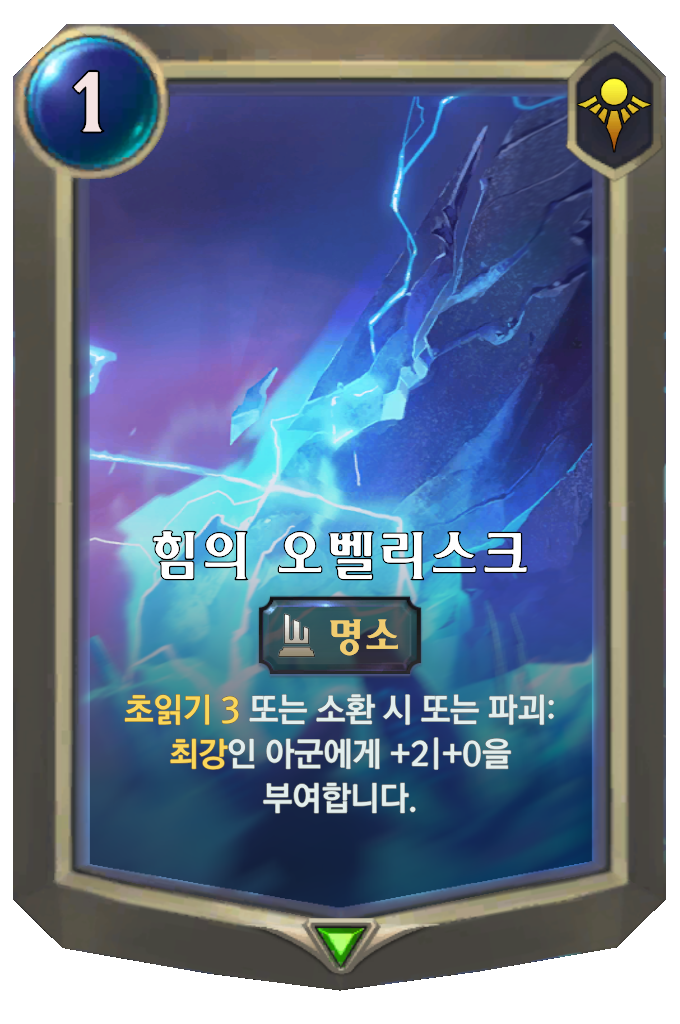 1
힘의 오벨리스크
명소
초읽기 3 또는 소환 시 또는 파괴:
최강인 아군에게 +2|+0을
부여합니다.